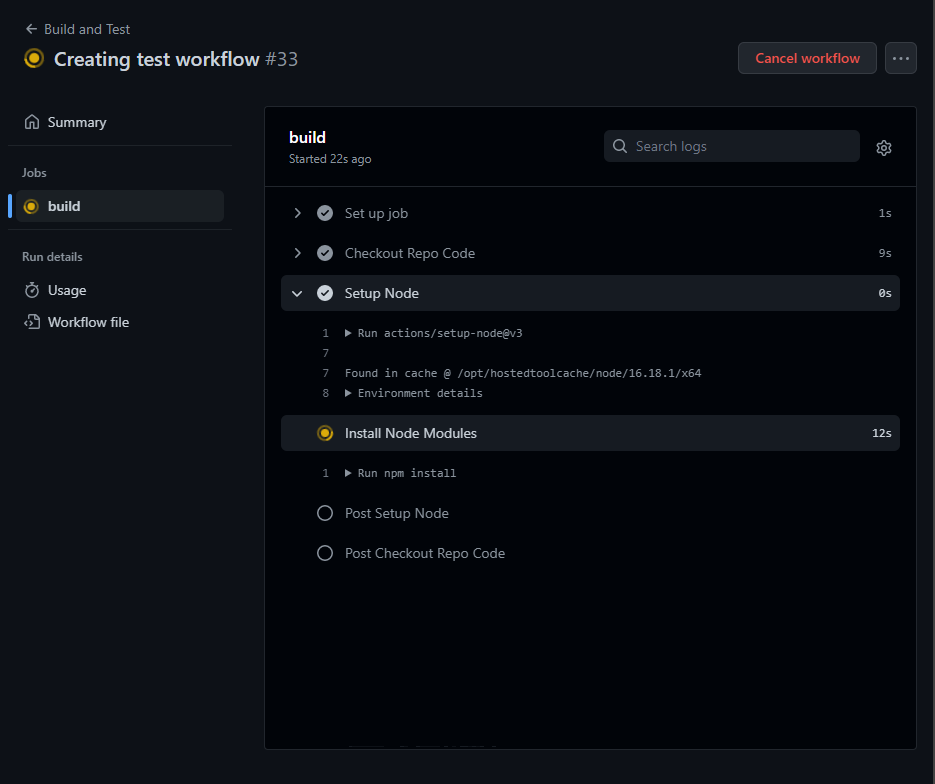 Build and Test
Creating test workflow #33
Cancel workflow
Summary
Jobs
build
Run details
Usage
Workflow file
build
Started 22s ago
Search logs
Set up job 1s
Checkout Repo Code 9s
Setup Node 0s
1 Run actions/setup-node@v3
7
7 Found in cache @ /opt/hostedtoolcache/node/16.18.1/x64
8 Environment details
Install Node Modules 12s
1 Run npm install
Post Setup Node
Post Checkout Repo Code